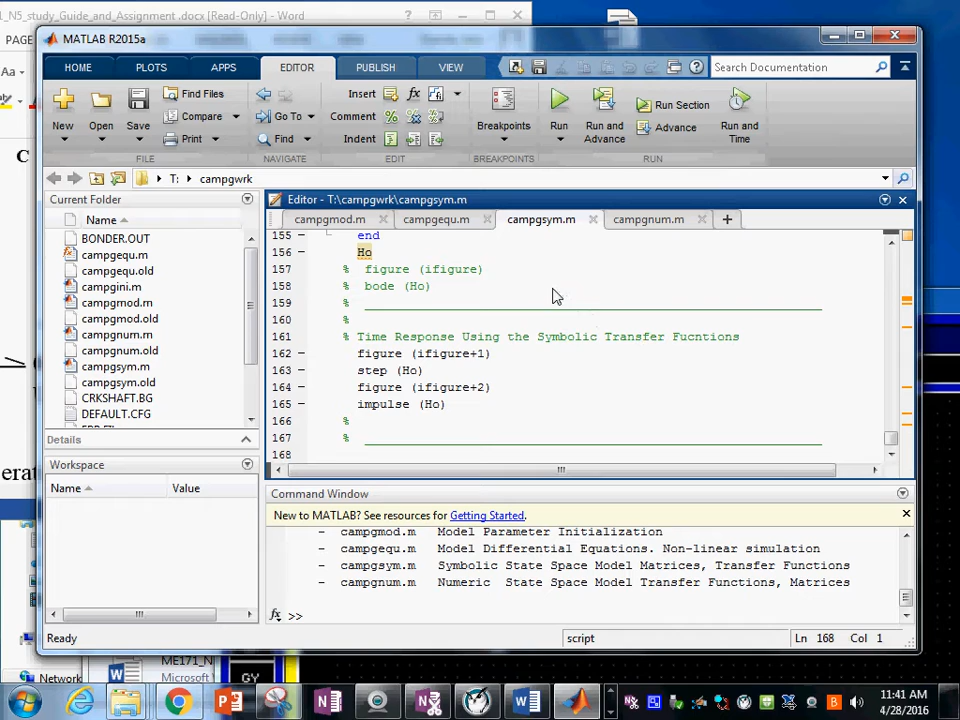 1_N5_study_Guide_and_Assignment .docx [Read-Only] - Word
PAGE
Aa
C
erat
MATLAB R2015a
HOME PLOTS APPS EDITOR PUBLISH VIEW
Search Documentation
New Open Save
Find Files
Compare
Print
FILE
Go To
Find
NAVIGATE
Insert
Comment
Indent
EDIT
Breakpoints
BREAKPOINTS
Run
Run and Advance
Run Section
Advance
Run and Time
RUN
T: campgwrk
Current Folder
Name
BONDER.OUT
campgequ.m
campgequ.old
campgini.m
campgmod.m
campgmod.old
campgnum.m
campgnum.old
campgsym.m
campgsym.old
CRKSHAFT.BG
DEFAULT.CFG
Details
Workspace
Name Value
Editor - T:\campgwrk\campgsym.m
campgmod.m campgequ.m campgsym.m campgnum.m
155 end
156 Ho
157 % figure (ifigure)
158 % bode (Ho)
159 %
160 %
161 % Time Response Using the Symbolic Transfer Fucntions
162 figure (ifigure+1)
163 step (Ho)
164 figure (ifigure+2)
165 impulse (Ho)
166 %
167 %
168
Command Window
New to MATLAB? See resources for Getting Started.
- campgmod.m Model Parameter Initialization
- campgequ.m Model Differential Equations. Non-linear simulation
- campgsym.m Symbolic State Space Model Matrices, Transfer Functions
- campgnum.m Numeric State Space Model Transfer Functions, Matrices
fx >>
Ready
script
Ln 168 Col 1
Network
ME171_N
GY
11:41 AM
4/28/2016